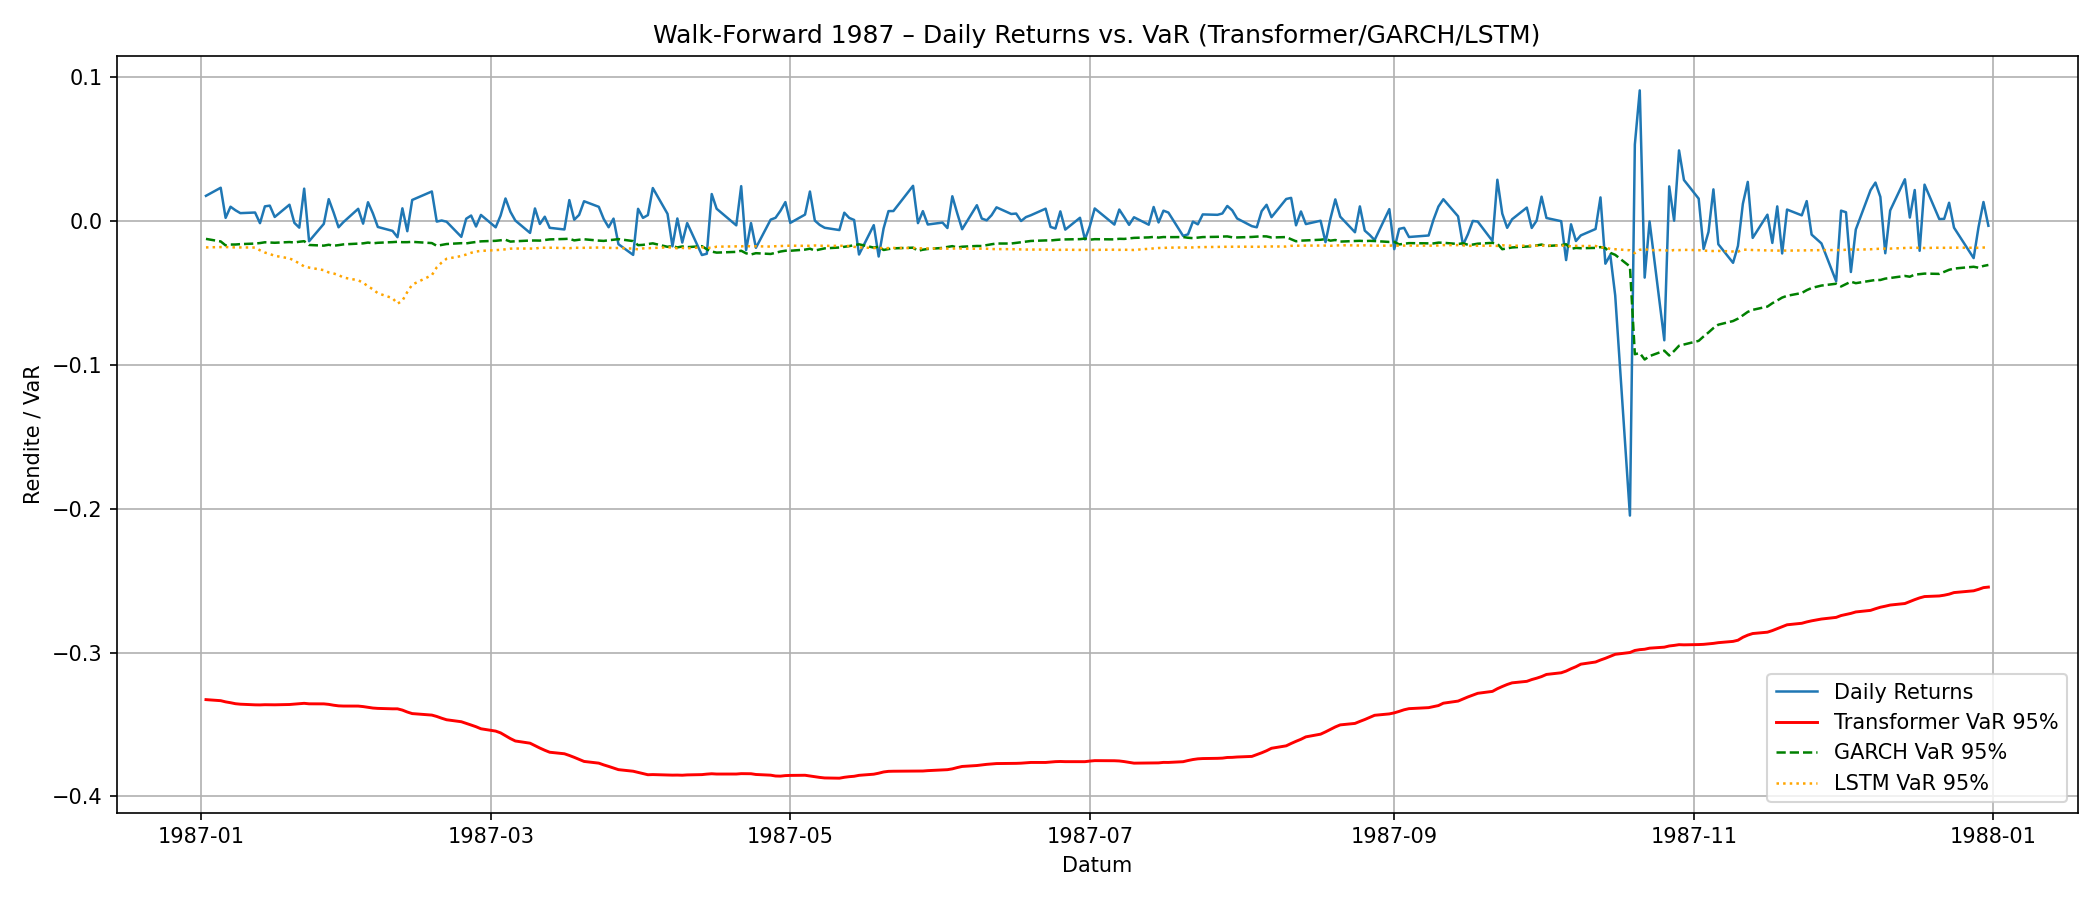 Walk-Forward 1987 – Daily Returns vs. VaR (Transformer/GARCH/LSTM)
Rendite / VaR
0.1
0.0
−0.1
−0.2
−0.3
−0.4
Daily Returns
Transformer VaR 95%
GARCH VaR 95%
LSTM VaR 95%
1987-01 1987-03 1987-05 1987-07 1987-09 1987-11 1988-01
Datum